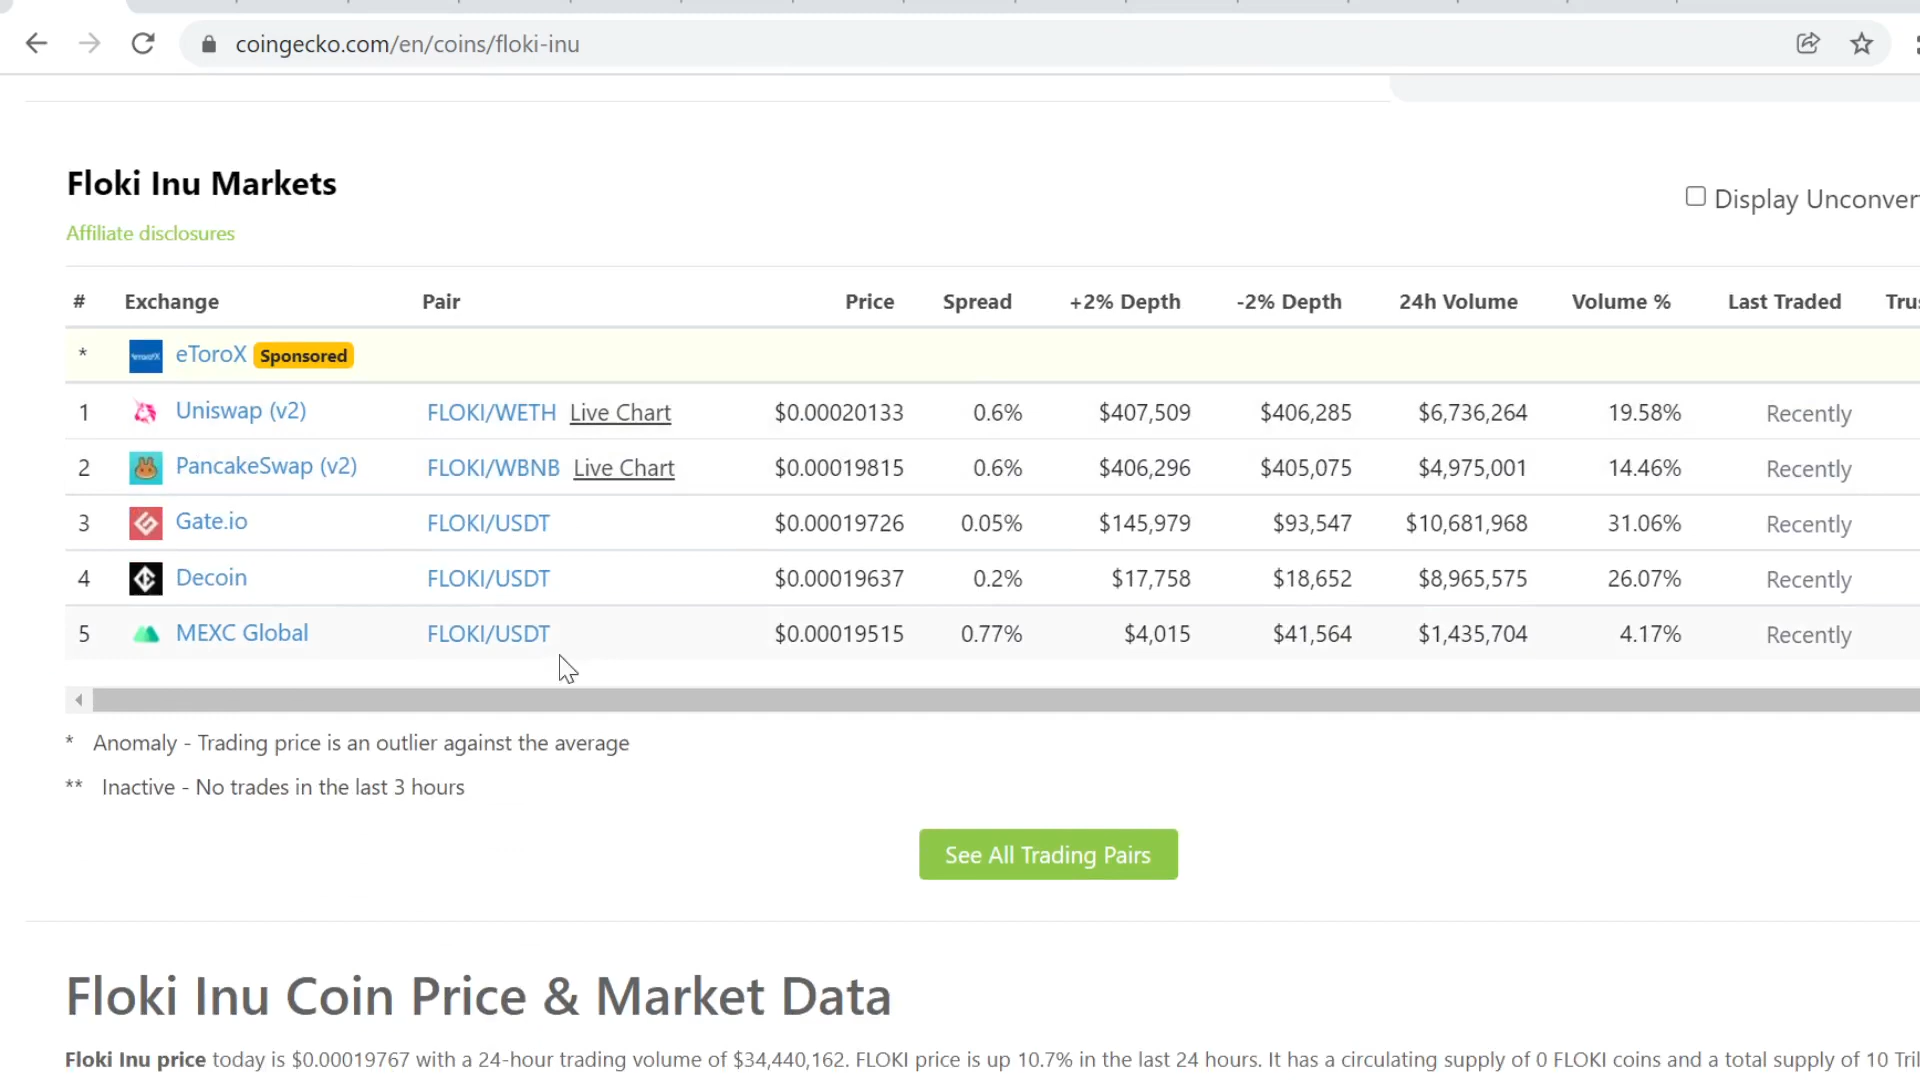 coingecko.com/en/coins/floki-inu
Floki Inu Markets
Display Unconver
Affiliate disclosures
# Exchange Pair Price Spread +2% Depth -2% Depth 24h Volume Volume % Last Traded Tru
* eToroX Sponsored
1 Uniswap (v2) FLOKI/WETH Live Chart $0.00020133 0.6% $407,509 $406,285 $6,736,264 19.58% Recently
2 PancakeSwap (v2) FLOKI/WBNB Live Chart $0.00019815 0.6% $406,296 $405,075 $4,975,001 14.46% Recently
3 Gate.io FLOKI/USDT $0.00019726 0.05% $145,979 $93,547 $10,681,968 31.06% Recently
4 Decoin FLOKI/USDT $0.00019637 0.2% $17,758 $18,652 $8,965,575 26.07% Recently
5 MEXC Global FLOKI/USDT $0.00019515 0.77% $4,015 $41,564 $1,435,704 4.17% Recently
* Anomaly - Trading price is an outlier against the average
** Inactive - No trades in the last 3 hours
See All Trading Pairs
Floki Inu Coin Price & Market Data
Floki Inu price today is $0.00019767 with a 24-hour trading volume of $34,440,162. FLOKI price is up 10.7% in the last 24 hours. It has a circulating supply of 0 FLOKI coins and a total supply of 10 Tril